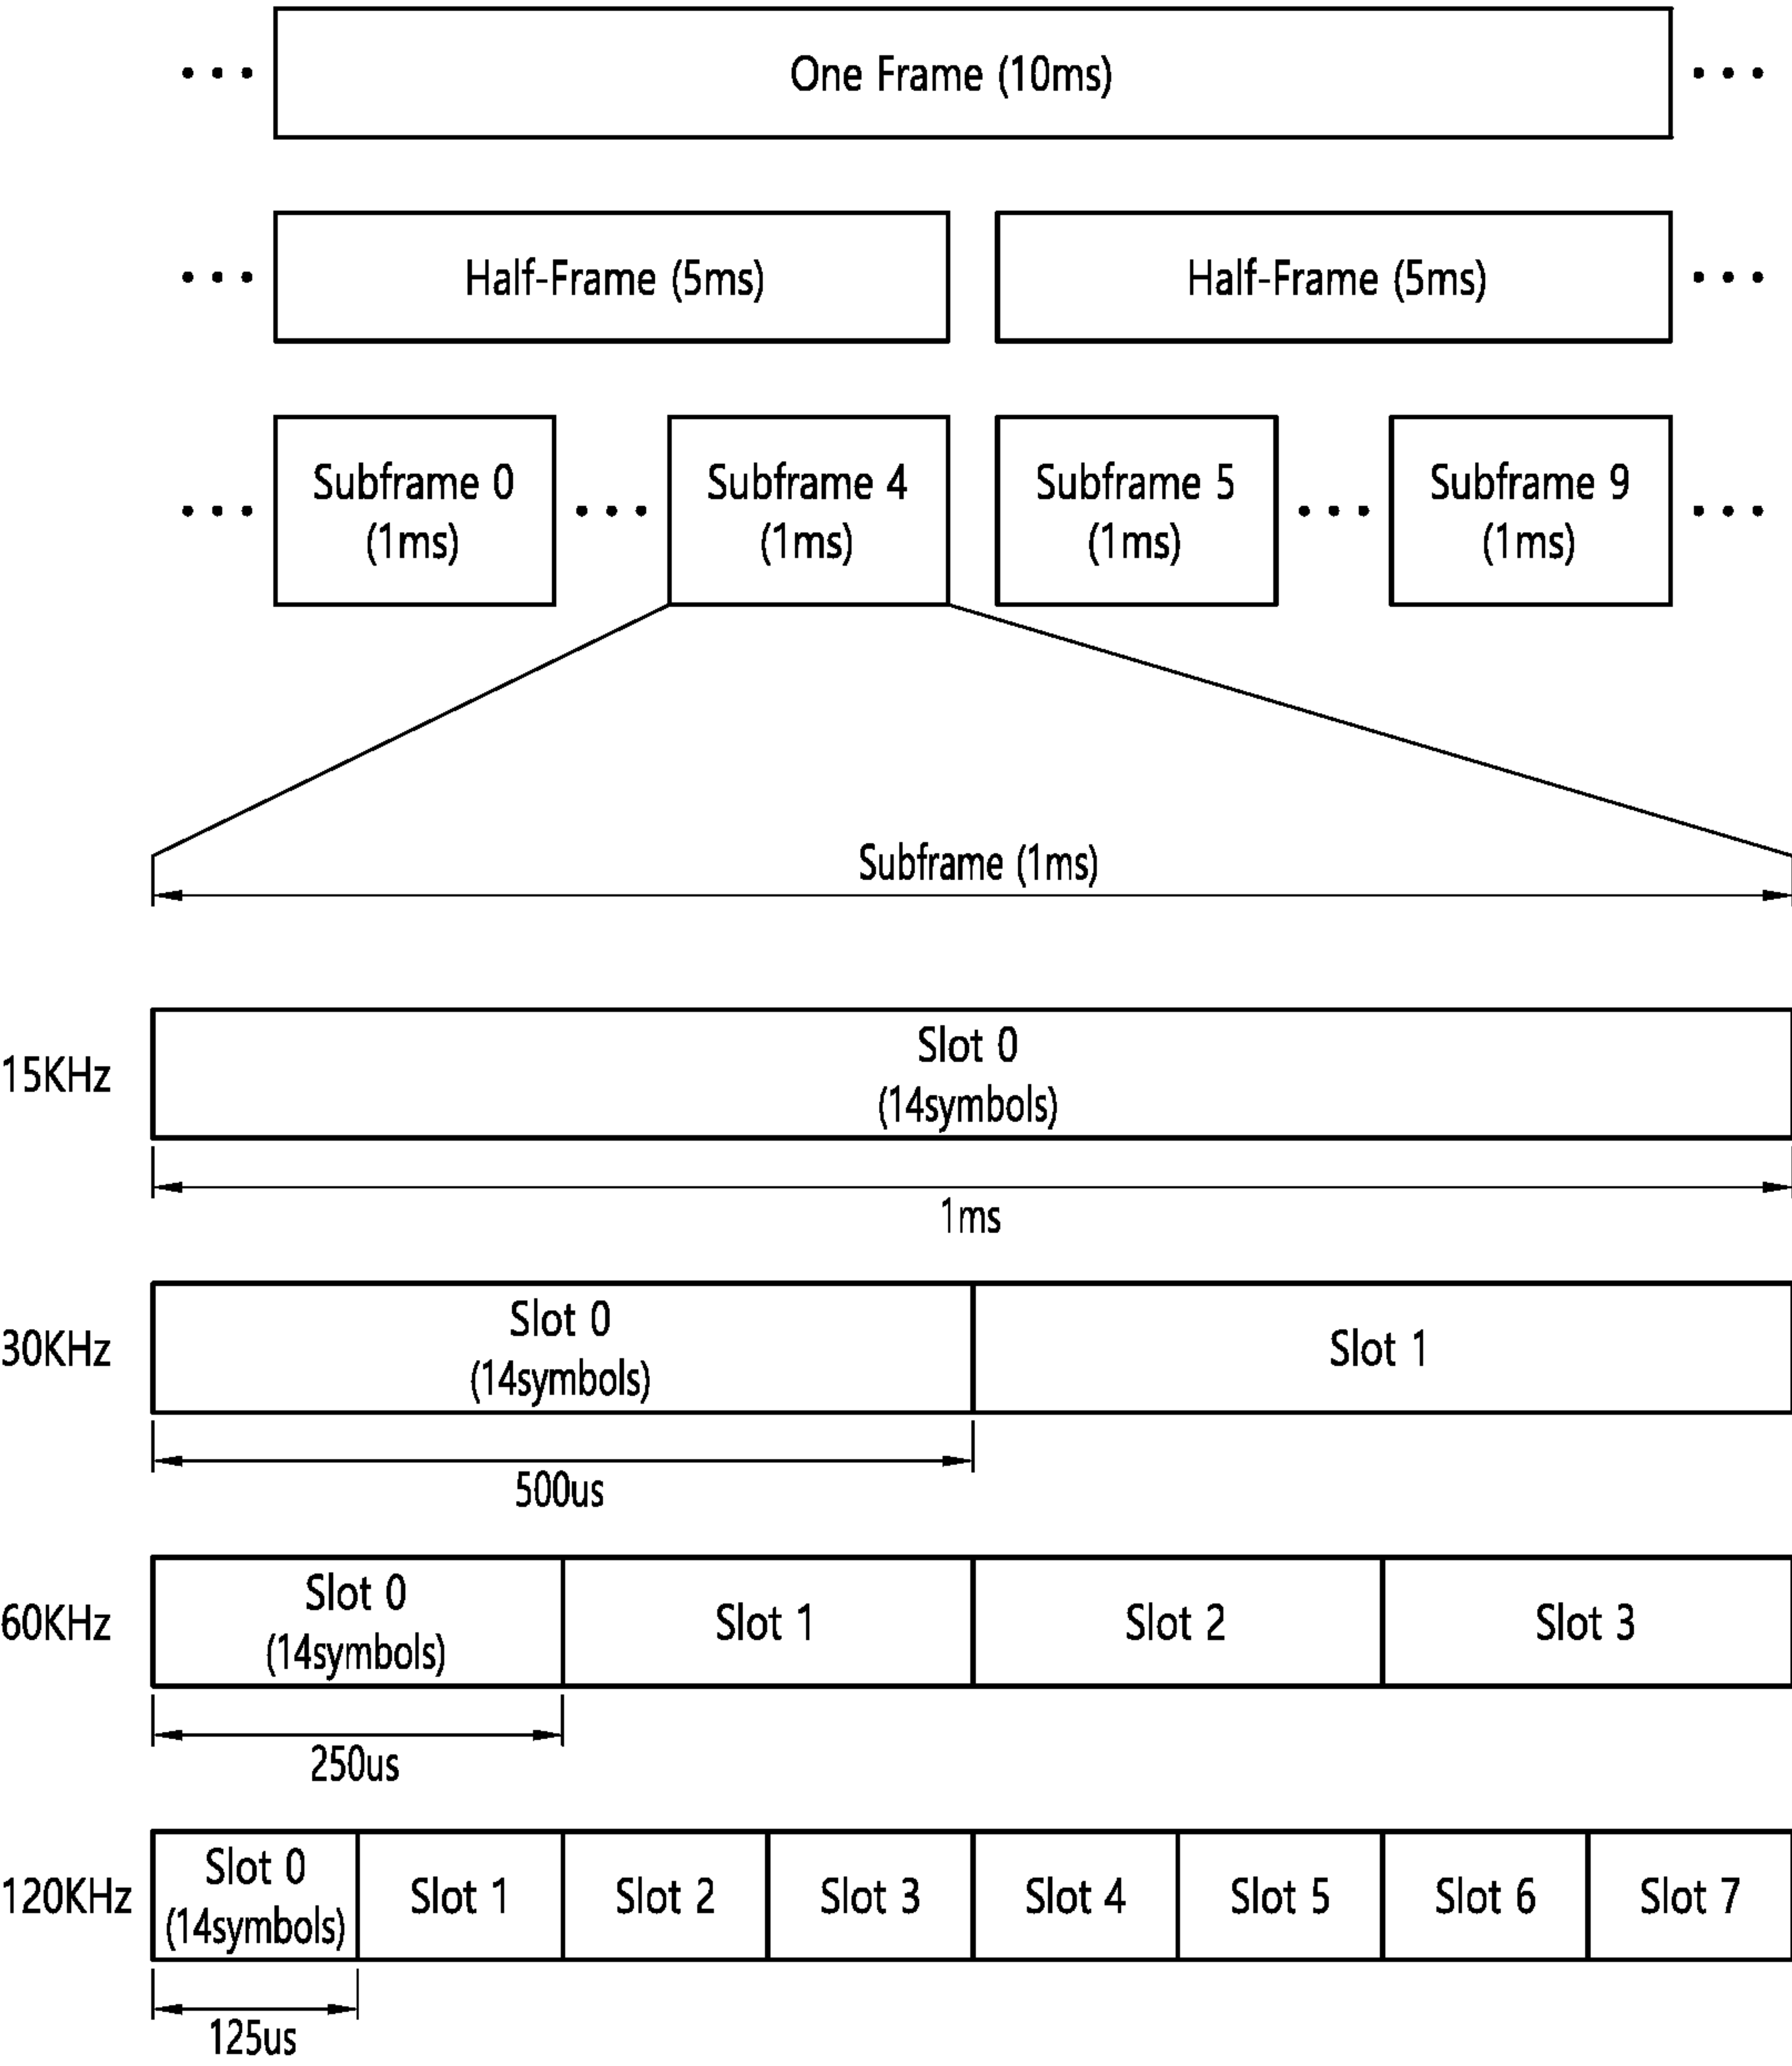 One Frame (10ms)
Half-Frame (5ms)
Half-Frame (5ms)
Subframe 0
(1ms)
Subframe 4
(1ms)
Subframe 5
(1ms)
Subframe 9
(1ms)
Subframe (1ms)
15KHz
Slot 0
(14symbols)
1ms
30KHz
Slot 0
(14symbols)
Slot 1
500us
60KHz
Slot 0
(14symbols)
Slot 1
Slot 2
Slot 3
250us
120KHz
Slot 0
(14symbols)
Slot 1
Slot 2
Slot 3
Slot 4
Slot 5
Slot 6
Slot 7
125us